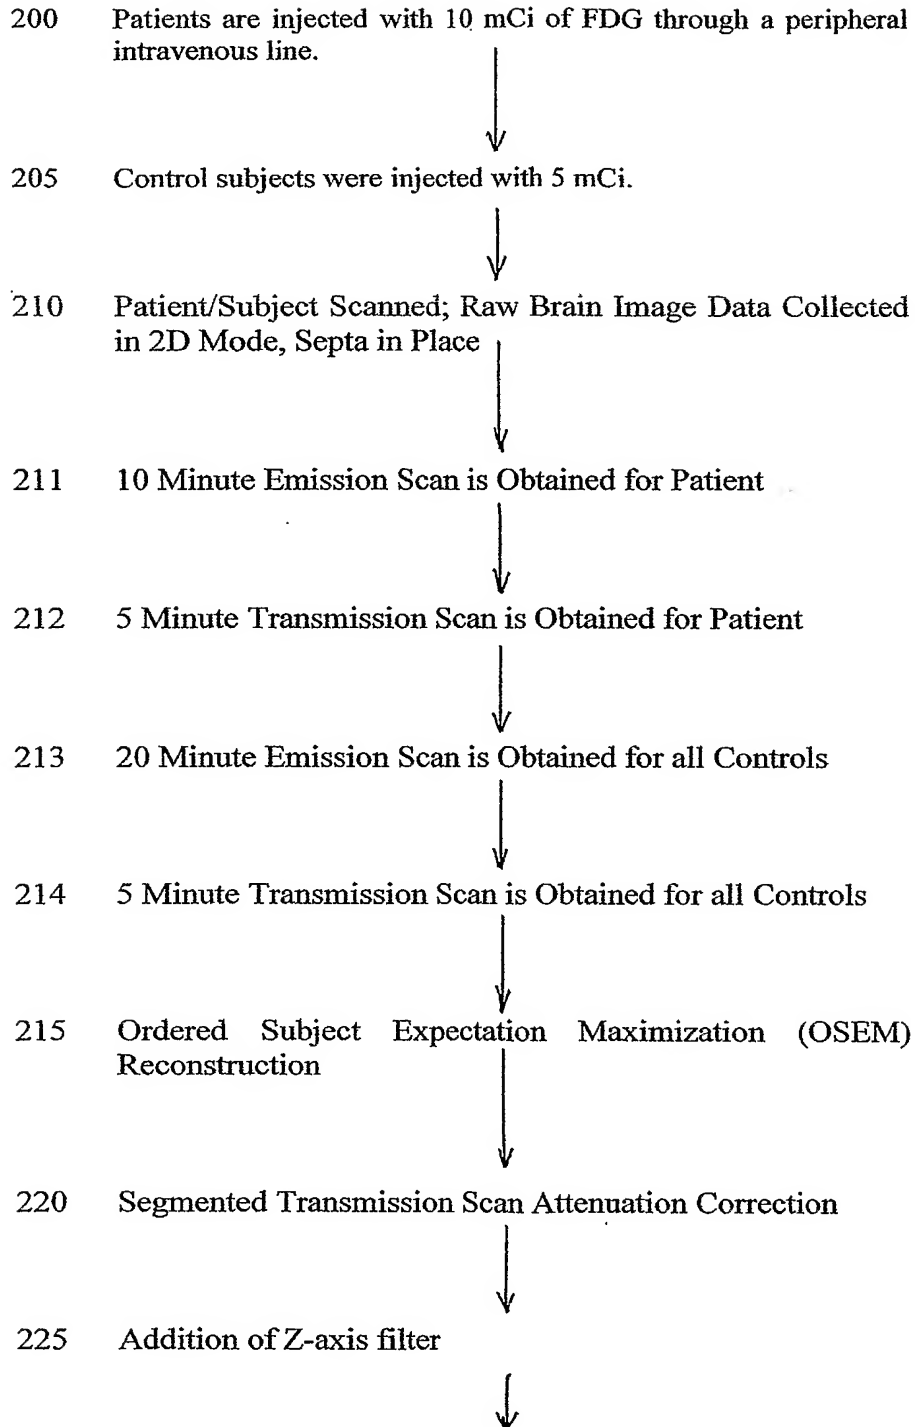 200 Patients are injected with 10 mCi of FDG through a peripheral
intravenous line.
205 Control subjects were injected with 5 mCi.
210 Patient/Subject Scanned; Raw Brain Image Data Collected
in 2D Mode, Septa in Place
211 10 Minute Emission Scan is Obtained for Patient
212 5 Minute Transmission Scan is Obtained for Patient
213 20 Minute Emission Scan is Obtained for all Controls
214 5 Minute Transmission Scan is Obtained for all Controls
215 Ordered Subject Expectation Maximization (OSEM)
Reconstruction
220 Segmented Transmission Scan Attenuation Correction
225 Addition of Z-axis filter